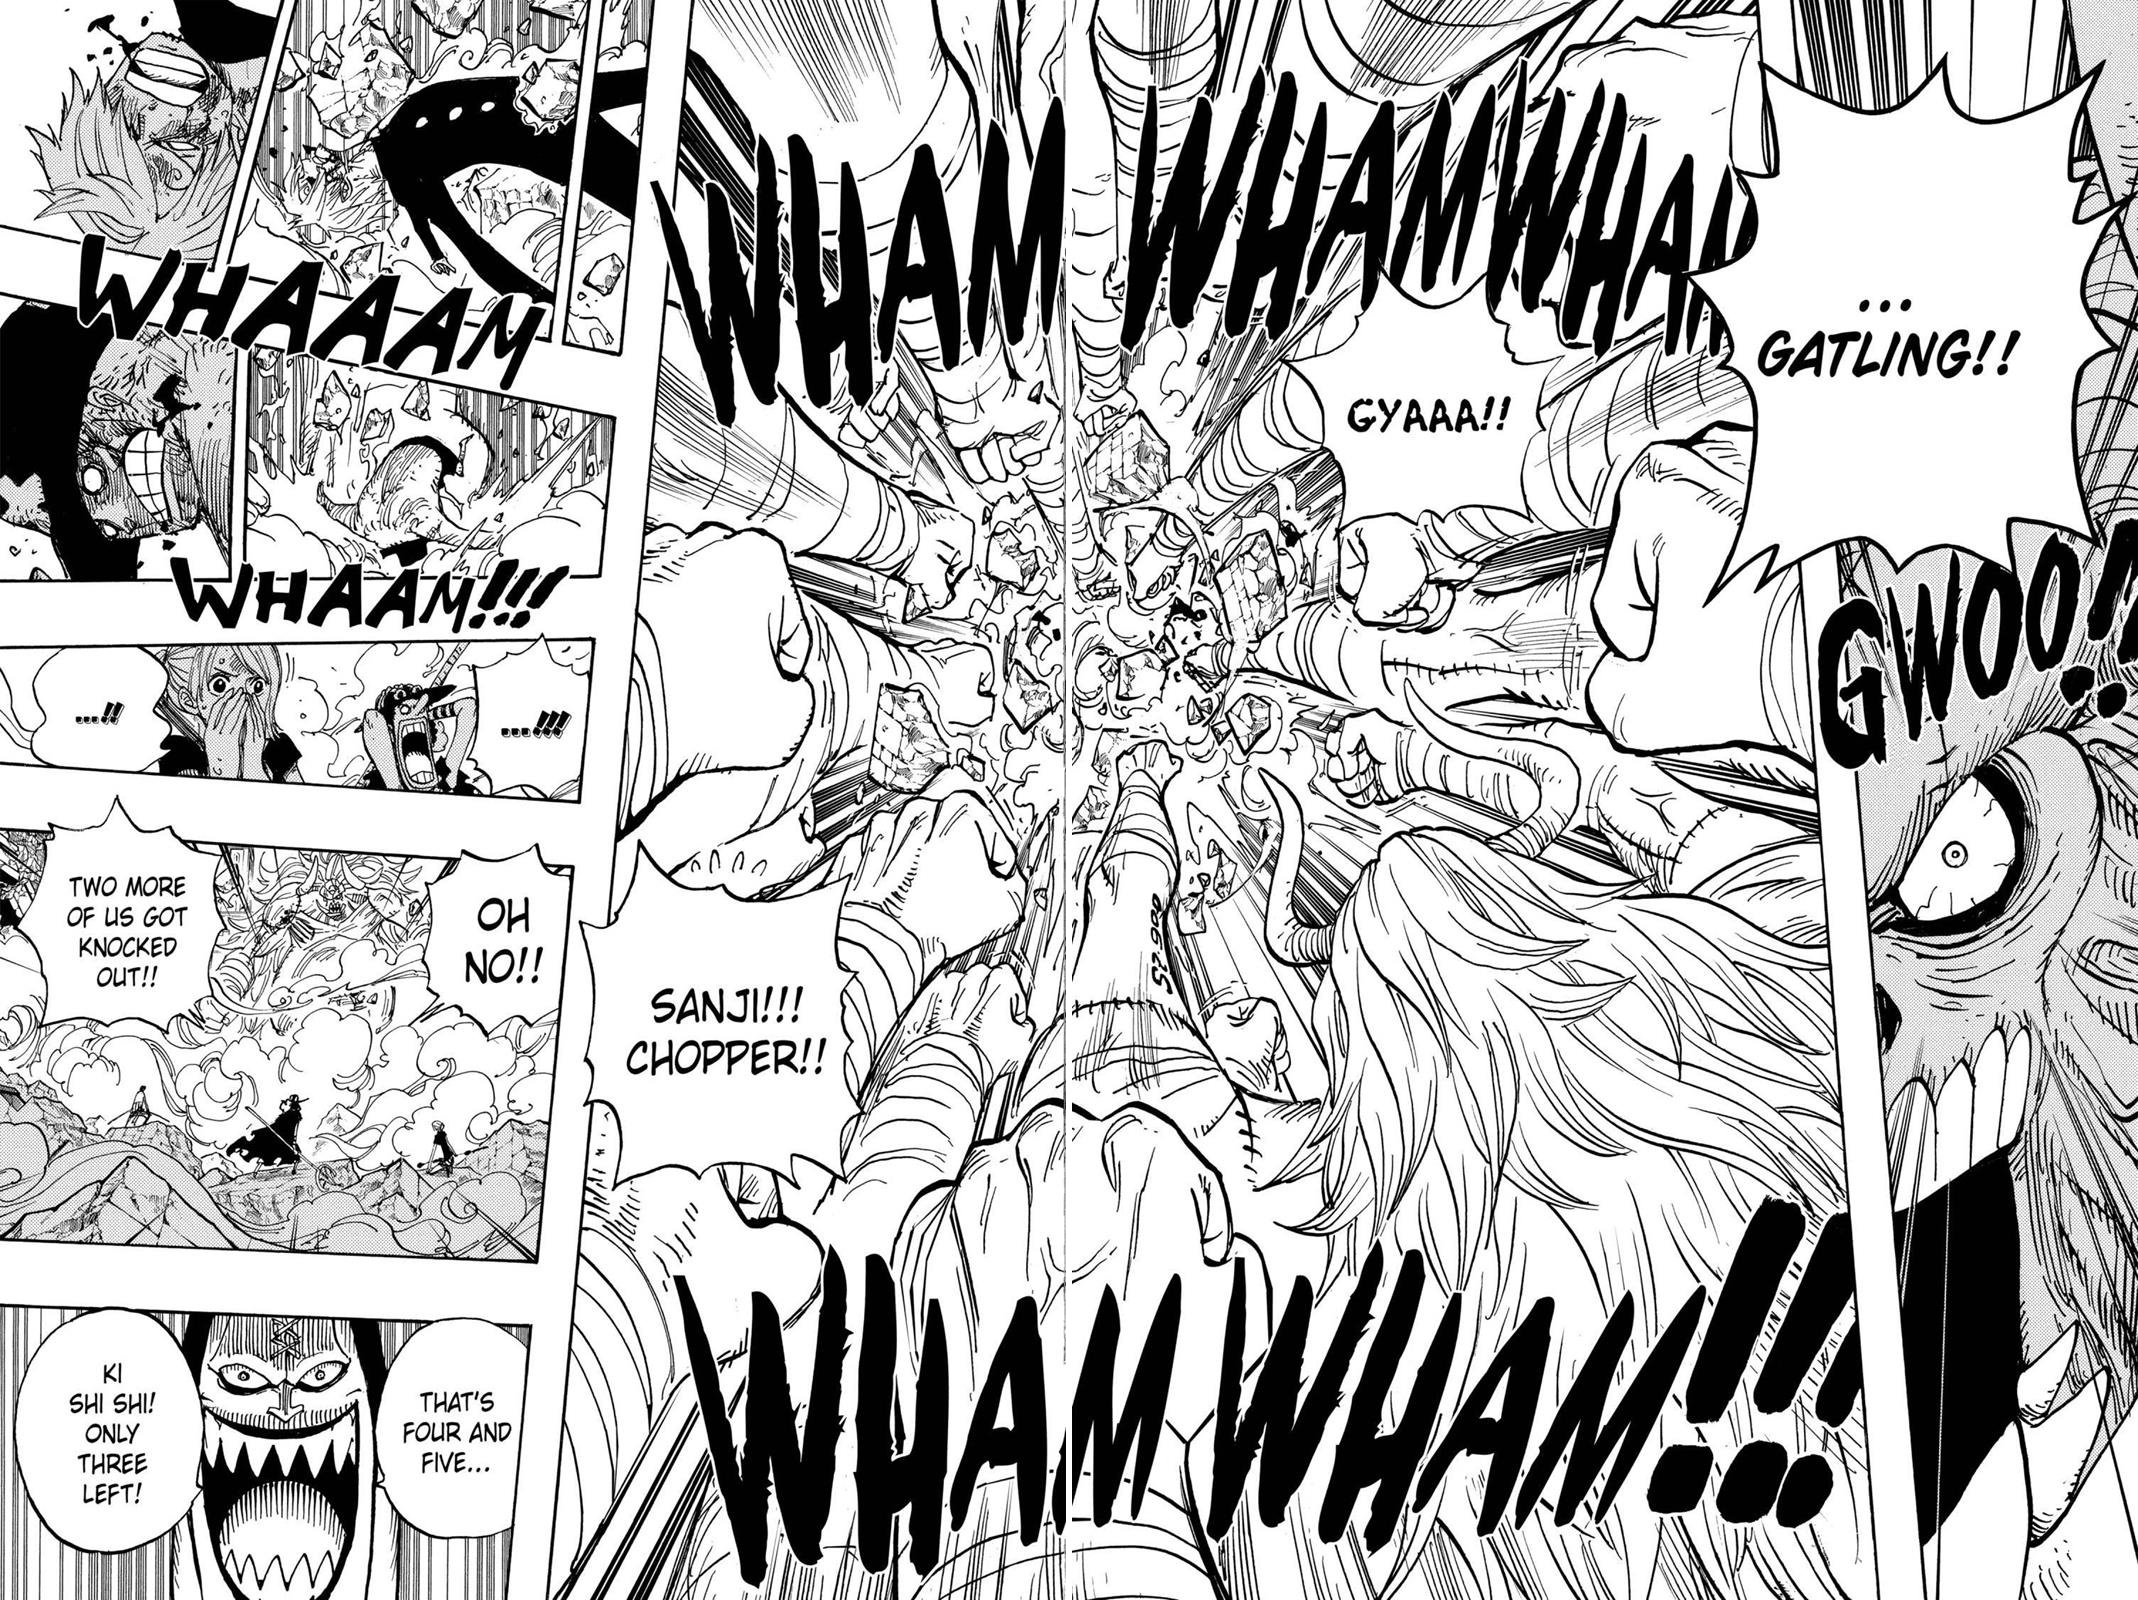 ...
GATLING!!
GWOO!!
WHAM WHAMWHAM
GYAAA!!
SANJI!!!
CHOPPER!!
WHAM WHAM!!!
WHAAAM
WHAAM!!!
...!!!
...!!
OH
NO!!
TWO MORE
OF US GOT
KNOCKED
OUT!!
THAT'S
FOUR AND
FIVE...
KI
SHI SHI!
ONLY
THREE
LEFT!